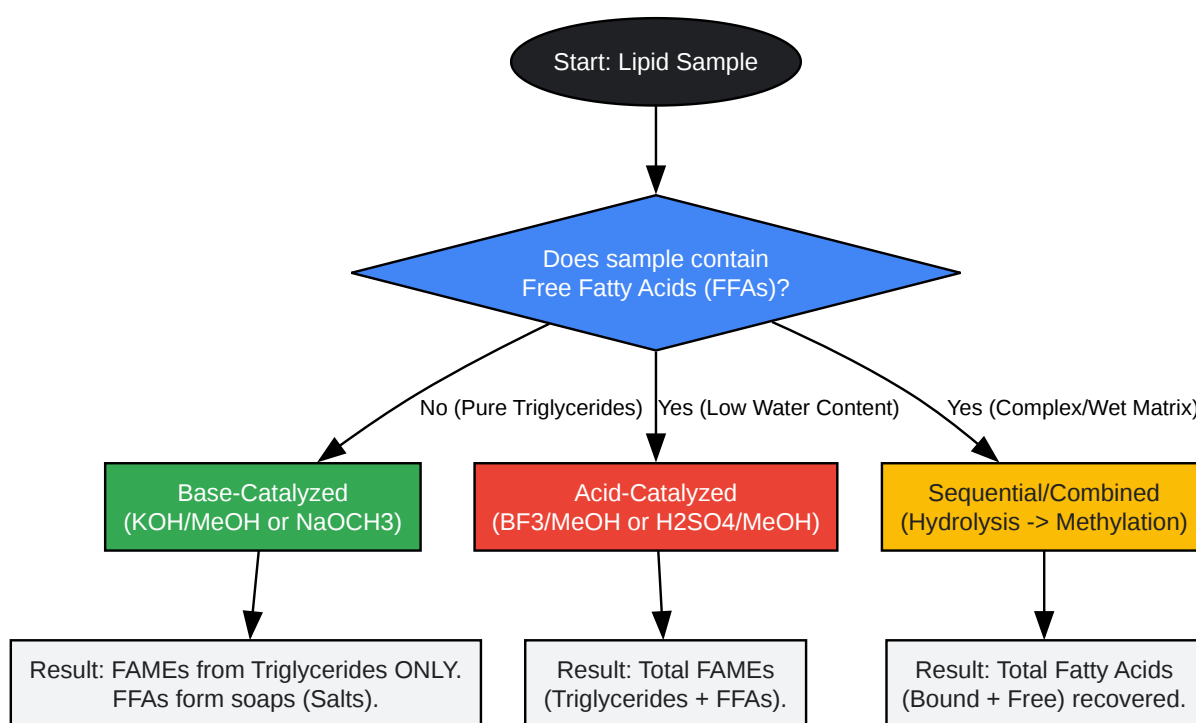 Start: Lipid Sample
Does sample contain
Free Fatty Acids (FFAs)?
No (Pure Triglycerides)
Yes (Low Water Content)
Yes (Complex/Wet Matrix)
Base-Catalyzed
(KOH/MeOH or NaOCH3)
Acid-Catalyzed
(BF3/MeOH or H2SO4/MeOH)
Sequential/Combined
(Hydrolysis -> Methylation)
Result: FAMEs from Triglycerides ONLY.
FFAs form soaps (Salts).
Result: Total FAMEs
(Triglycerides + FFAs).
Result: Total Fatty Acids
(Bound + Free) recovered.